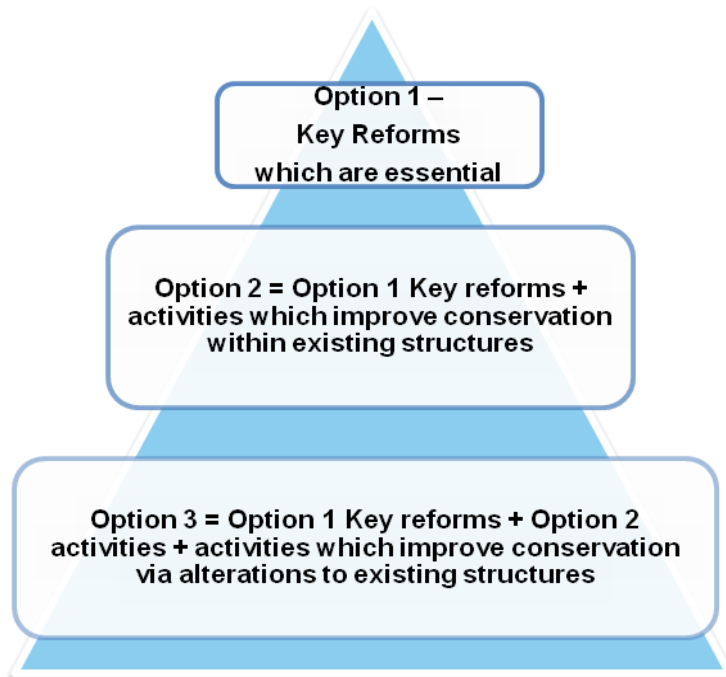 Option 1 –
Key Reforms
which are essential
Option 2 = Option 1 Key reforms +
activities which improve conservation
within existing structures
Option 3 = Option 1 Key reforms + Option 2
activities + activities which improve conservation
via alterations to existing structures